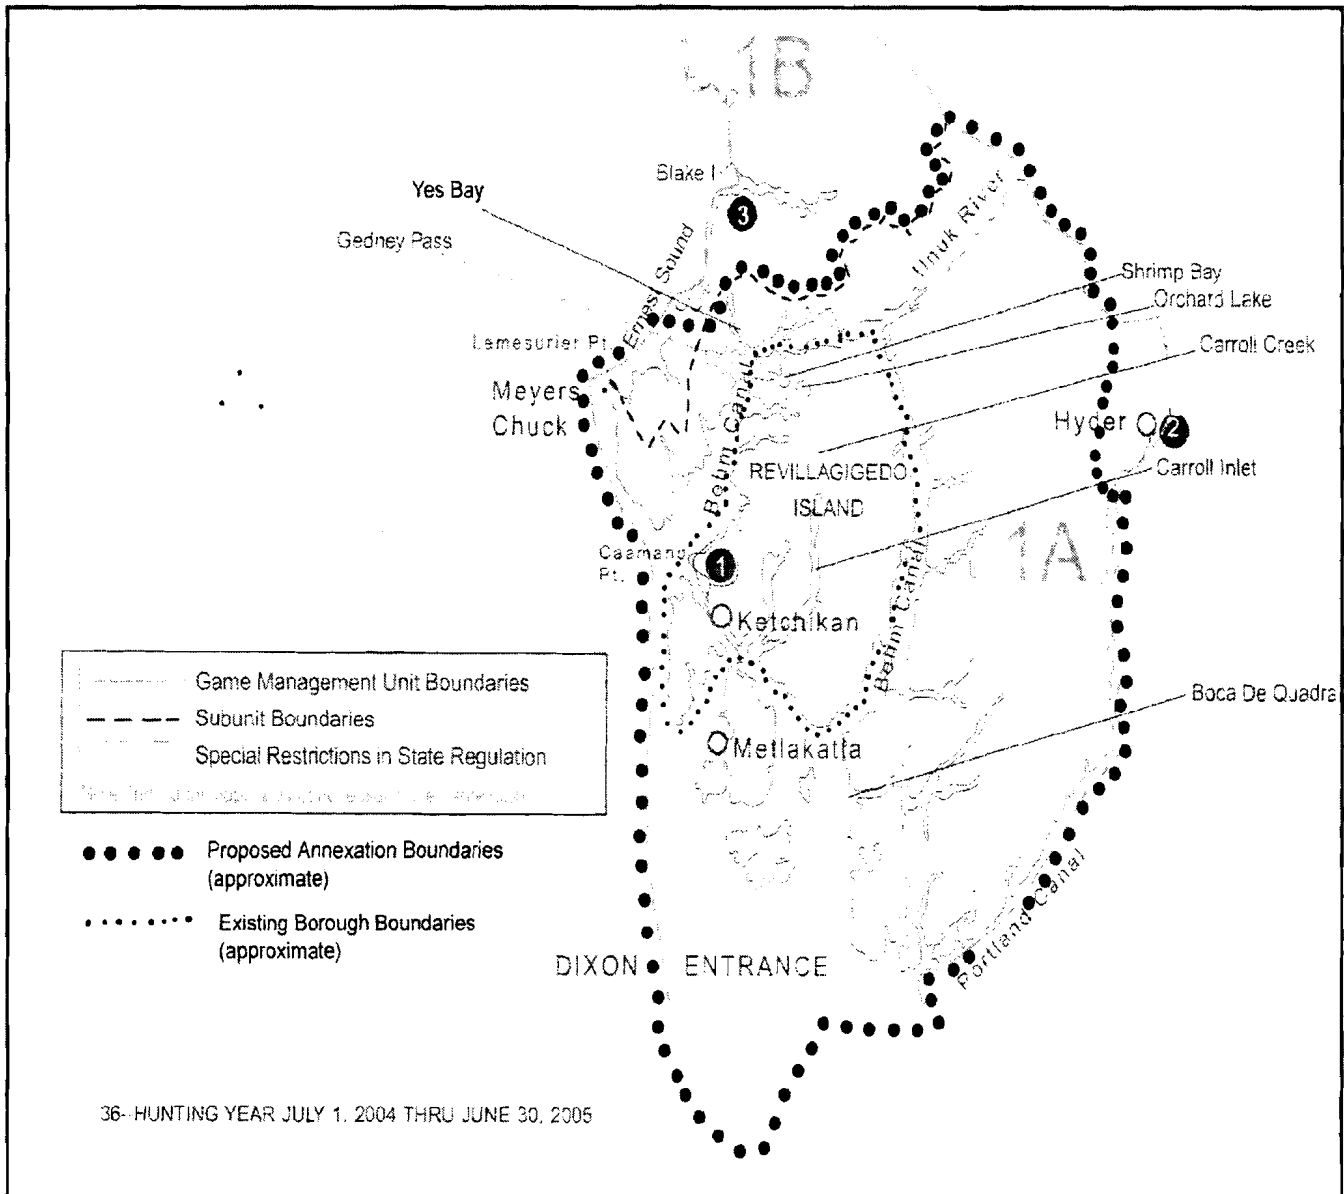 1B
Blake I
Yes Bay
3
Gedney Pass
Ernest Sound
Unuk River
Shrimp Bay
Orchard Lake
Lemesurier Pt.
Carroll Creek
Meyers
Chuck
Behm Canal
Hyder
2
REVILLAGIGEDO
ISLAND
Carroll Inlet
1A
Caamano
Pt.
1
Ketchikan
Behm Canal
Game Management Unit Boundaries
Subunit Boundaries
Special Restrictions in State Regulation
Boca De Quadra
Metlakatla
Proposed Annexation Boundaries
(approximate)
Existing Borough Boundaries
(approximate)
Portland Canal
DIXON ENTRANCE
36--HUNTING YEAR JULY 1, 2004 THRU JUNE 30, 2005